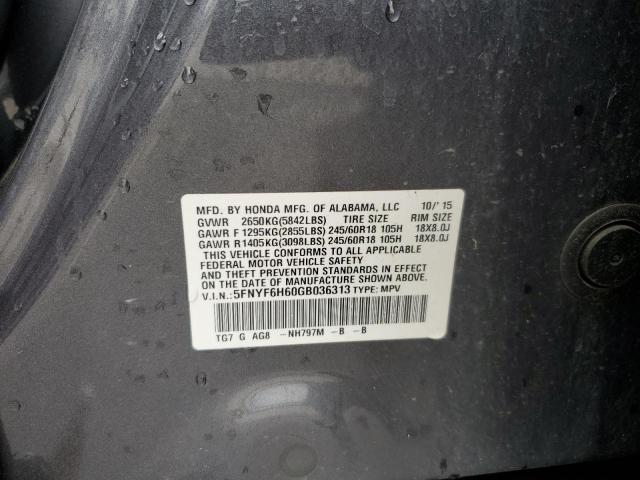 MFD. BY HONDA MFG. OF ALABAMA, LLC 10/'15
GVWR 2650KG(5842LBS) TIRE SIZE RIM SIZE
GAWR F 1295KG(2855LBS) 245/60R18 105H 18X8.0J
GAWR R 1405KG(3098LBS) 245/60R18 105H 18X8.0J
THIS VEHICLE CONFORMS TO ALL APPLICABLE
FEDERAL MOTOR VEHICLE SAFETY
AND THEFT PREVENTION STANDARDS IN EFFECT
ON THE DATE OF MANUFACTURE SHOWN ABOVE.
V.I.N.: 5FNYF6H60GB036313 TYPE: MPV
TG7 G AG8 -NH797M -B -B